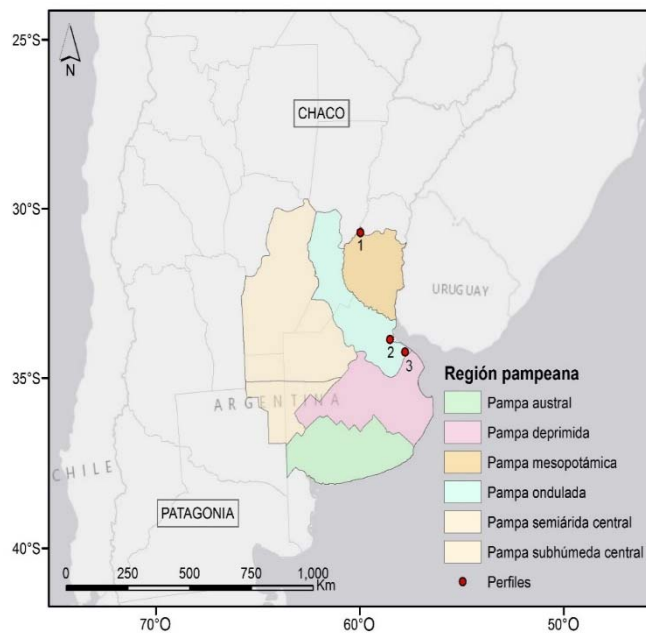 25°S
N
CHACO
30°S
1
URUGUAY
2
3
35°S
ARGENTINA
CHILE
PATAGONIA
40°S
Región pampeana
Pampa austral
Pampa deprimida
Pampa mesopotámica
Pampa ondulada
Pampa semiárida central
Pampa subhúmeda central
Perfiles
0 250 500 750 1,000
Km
70°O 60°O 50°O